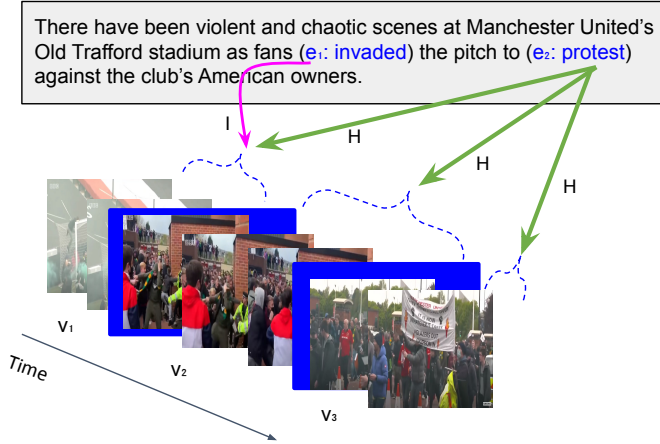 There have been violent and chaotic scenes at Manchester United's
Old Trafford stadium as fans (e₁: invaded) the pitch to (e₂: protest)
against the club's American owners.
I
H
H
H
v₁
v₂
v₃
Time